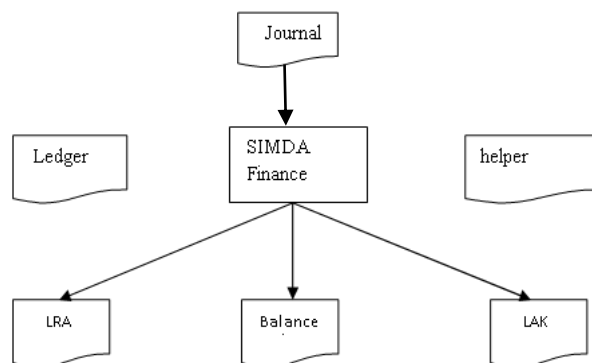 Journal
Ledger
SIMDA
Finance
helper
LRA
Balance
LAK